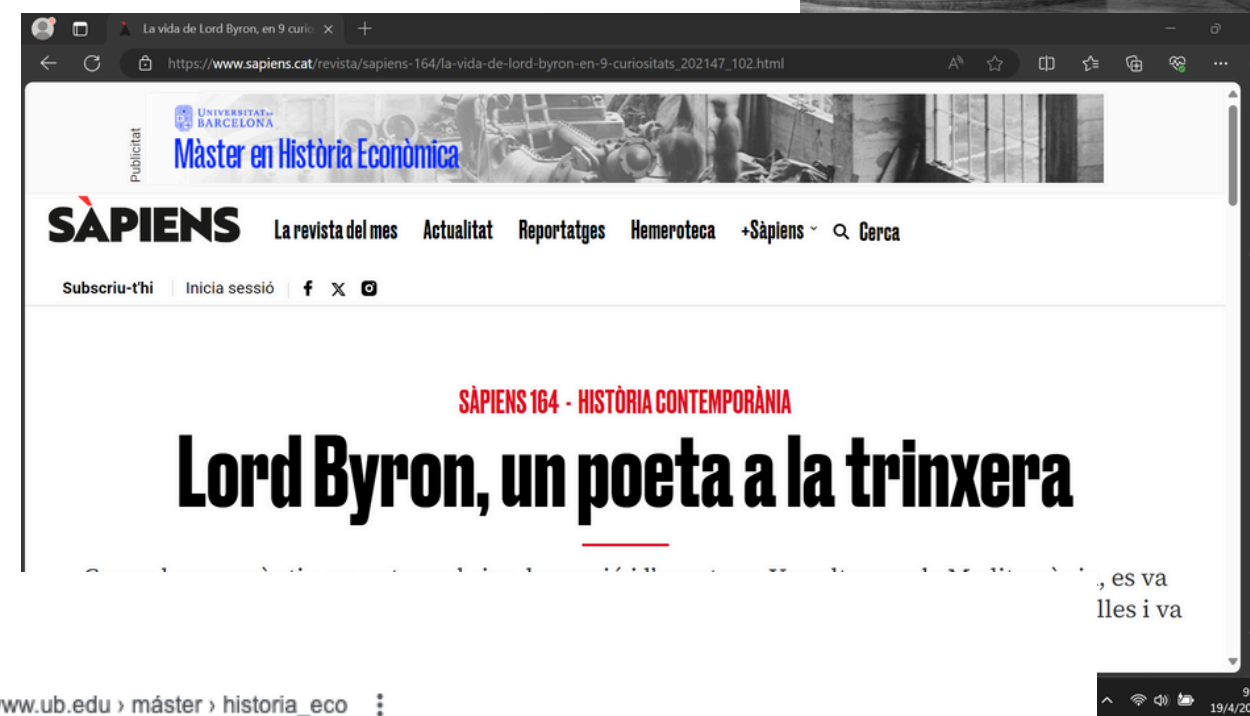 La vida de Lord Byron, en 9 curio
https://www.sapiens.cat/revista/sapiens-164/la-vida-de-lord-byron-en-9-curiositats_202147_102.html
Publicitat
UNIVERSITAT DE BARCELONA
Màster en Història Econòmica
SÀPIENS
La revista del mes Actualitat Reportatges Hemeroteca +Sàpiens Cerca
Subscriu-t'hi Inicia sessió
SÀPIENS 164 - HISTÒRIA CONTEMPORÀNIA
Lord Byron, un poeta a la trinxera
, es va
lles i va
www.ub.edu › máster › historia_eco
9
19/4/20